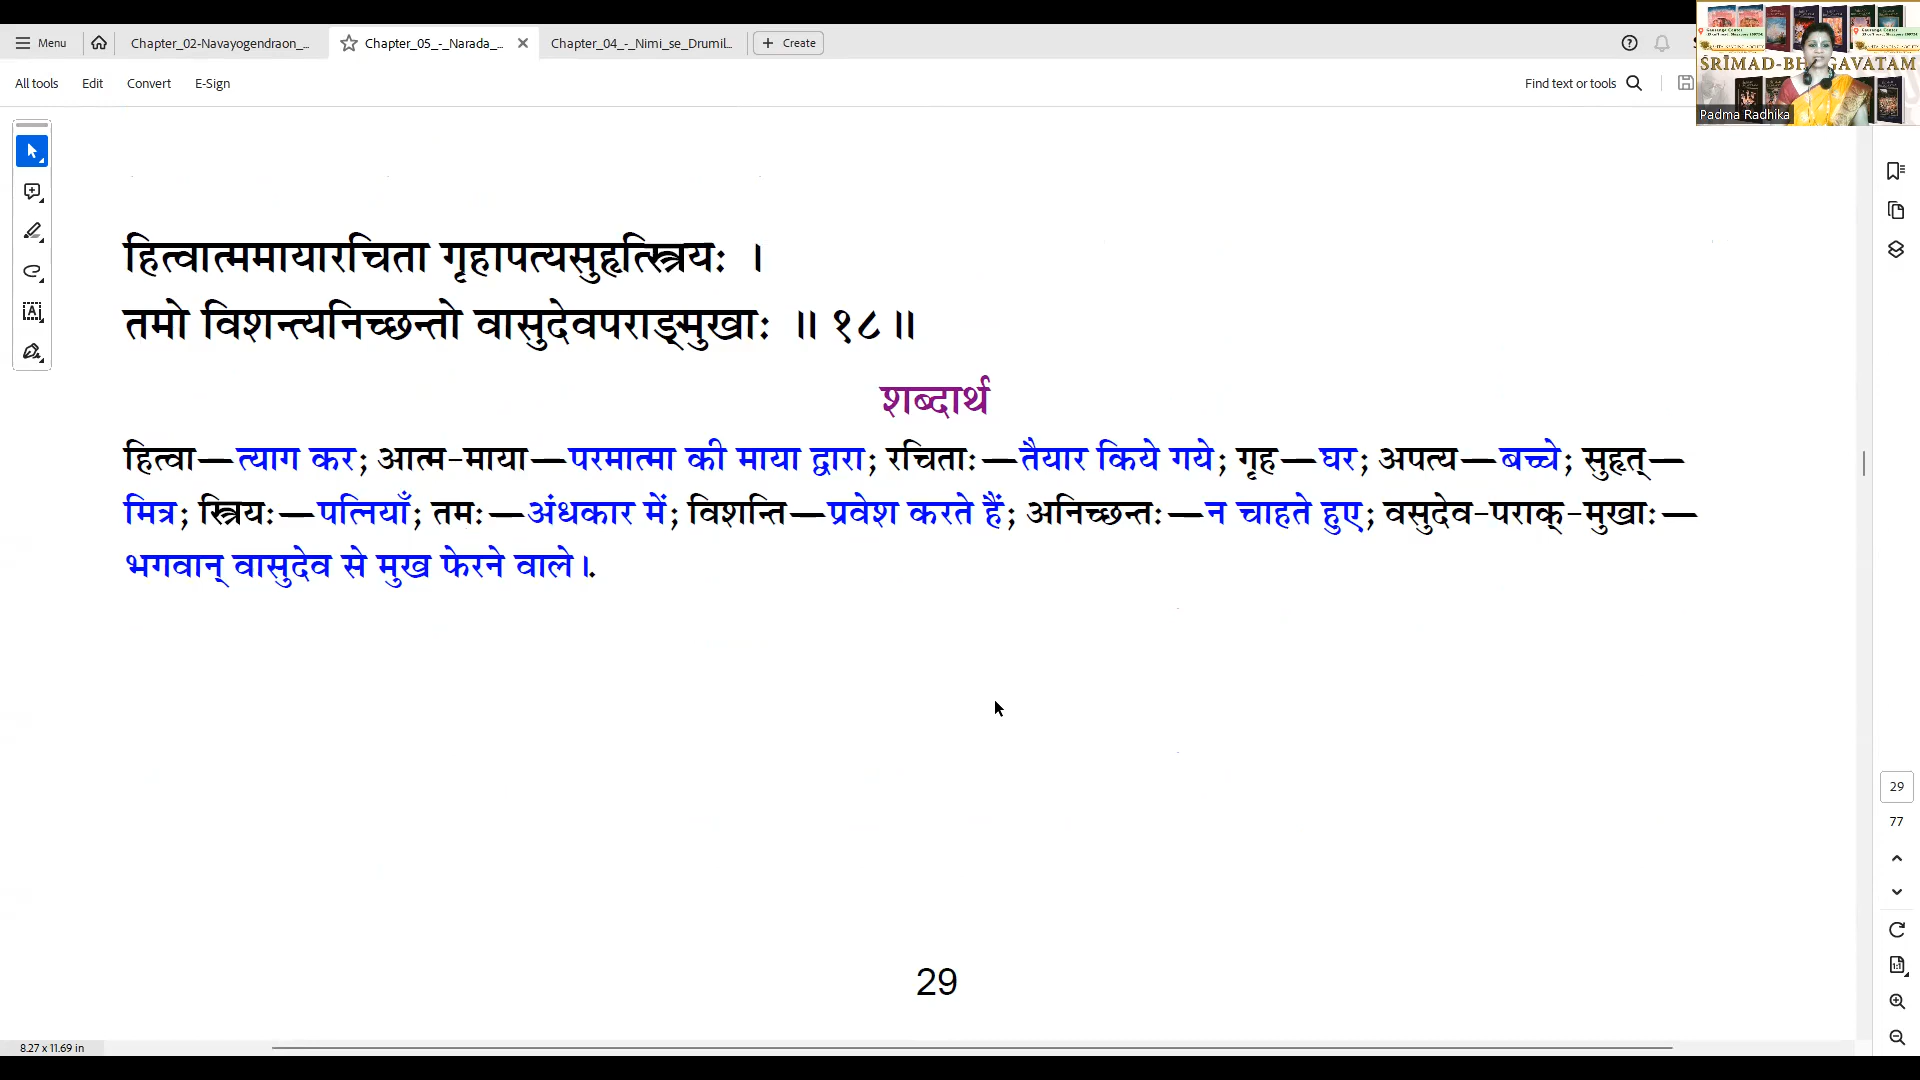 Menu
Chapter_02-Navayogendraon_...
Chapter_05_-_Narada_...
Chapter_04_-_Nimi_se_Drumil...
Create
All tools
Edit
Convert
E-Sign
Find text or tools
ŚRĪMAD-BHĀGAVATAM
Padma Radhika
हित्वात्ममायारचिता गृहापत्यसुहृत्स्त्रियः ।
तमो विशन्त्यनिच्छन्तो वासुदेवपराङ्मुखाः ॥ १८॥
शब्दार्थ
हित्वा—त्याग कर; आत्म-माया—परमात्मा की माया द्वारा; रचिताः—तैयार किये गये; गृह—घर; अपत्य—बच्चे; सुहृत्—
मित्र; स्त्रियः—पत्नियाँ; तमः—अंधकार में; विशन्ति—प्रवेश करते हैं; अनिच्छन्तः—न चाहते हुए; वसुदेव-पराक्-मुखाः—
भगवान् वासुदेव से मुख फेरने वाले।.
29
77
29
8.27 x 11.69 in